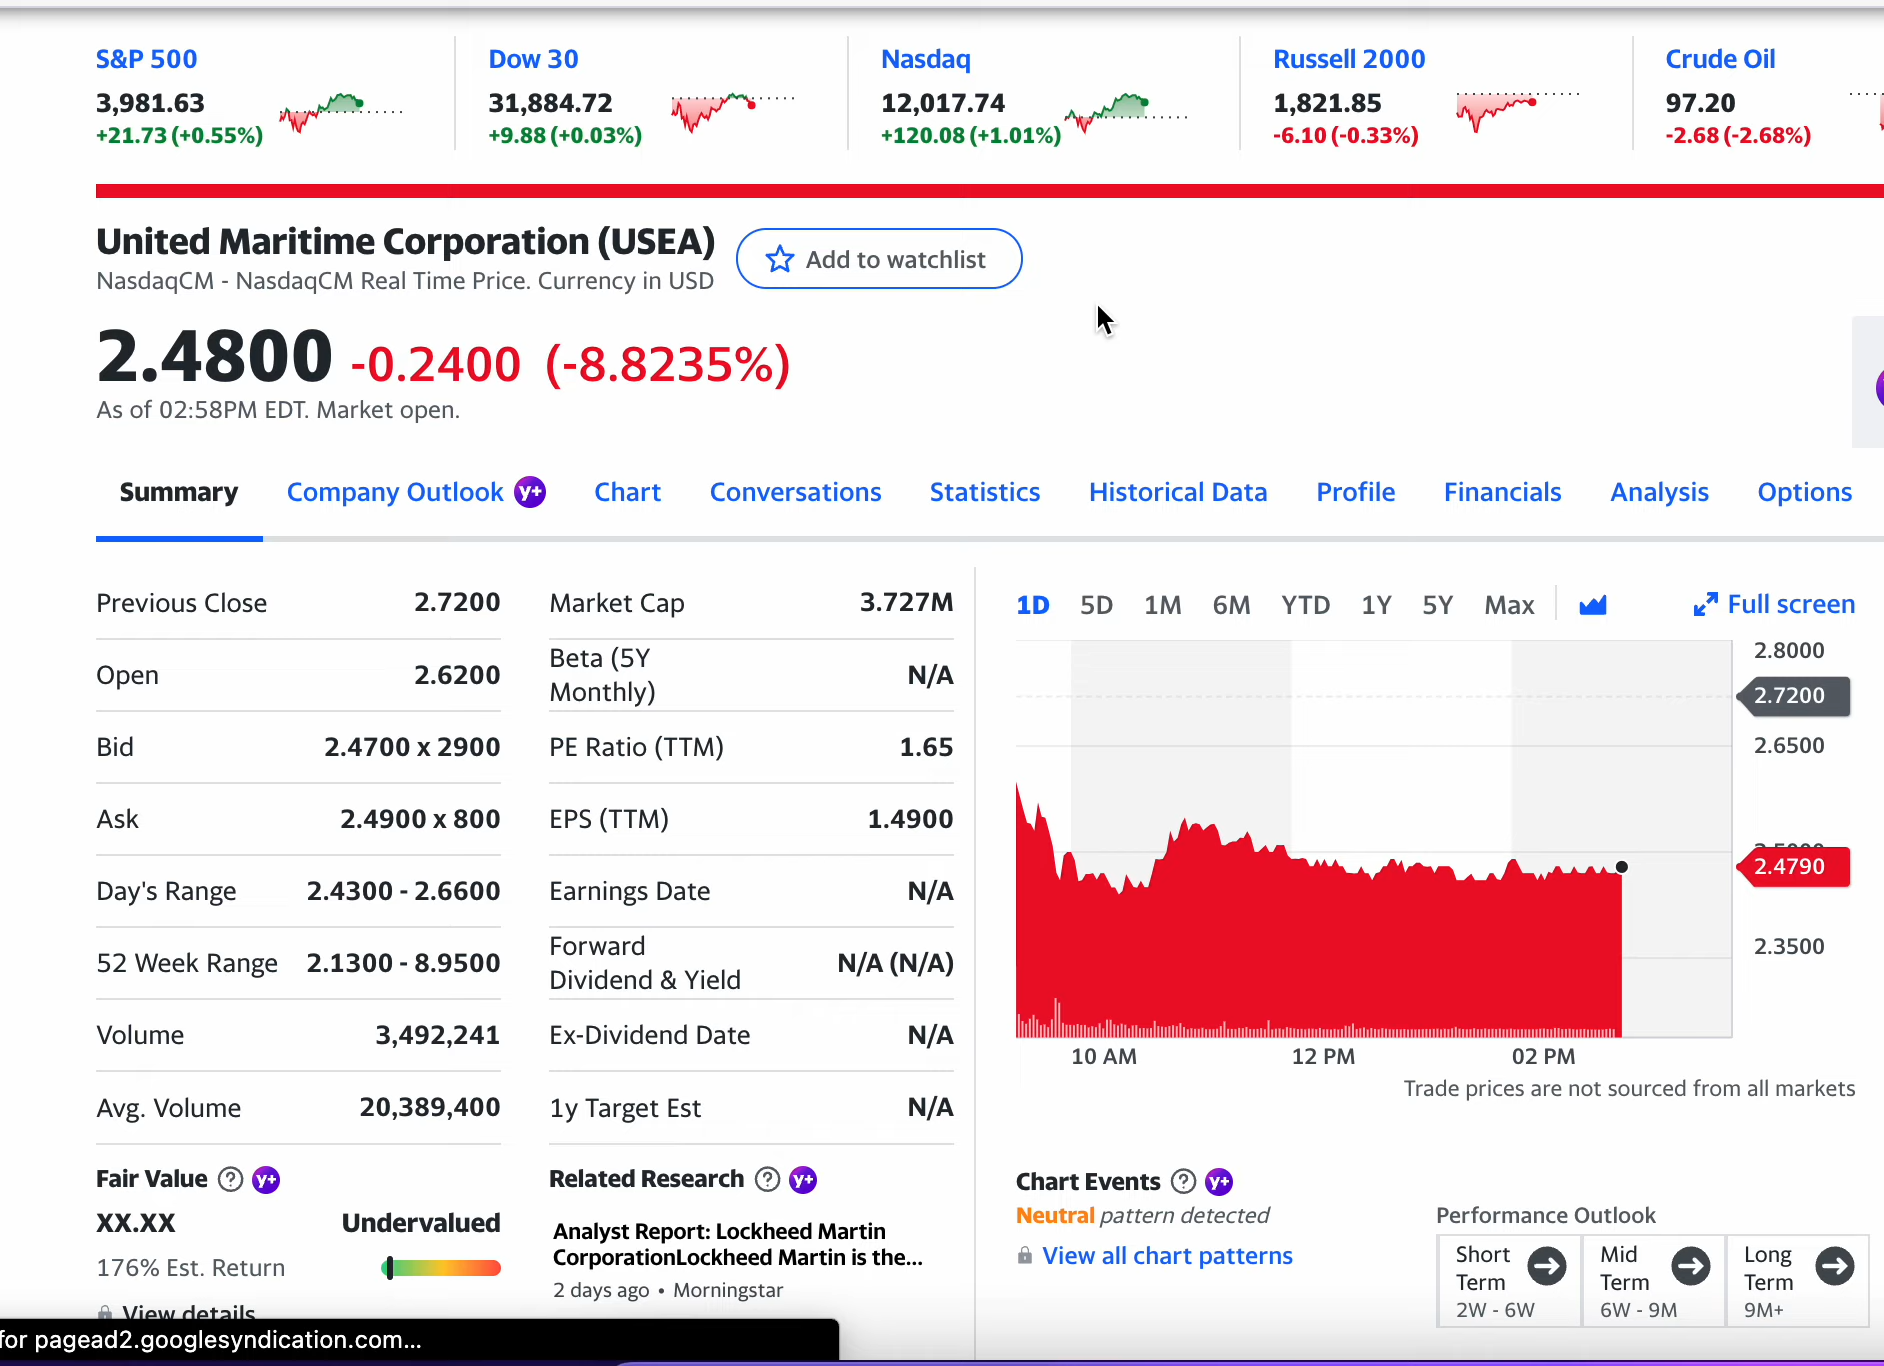 S&P 500
3,981.63
+21.73 (+0.55%)
Dow 30
31,884.72
+9.88 (+0.03%)
Nasdaq
12,017.74
+120.08 (+1.01%)
Russell 2000
1,821.85
-6.10 (-0.33%)
Crude Oil
97.20
-2.68 (-2.68%)
United Maritime Corporation (USEA)
NasdaqCM - NasdaqCM Real Time Price. Currency in USD
Add to watchlist
2.4800 -0.2400 (-8.8235%)
As of 02:58PM EDT. Market open.
Summary Company Outlook y+ Chart Conversations Statistics Historical Data Profile Financials Analysis Options
Previous Close 2.7200
Open 2.6200
Bid 2.4700 x 2900
Ask 2.4900 x 800
Day's Range 2.4300 - 2.6600
52 Week Range 2.1300 - 8.9500
Volume 3,492,241
Avg. Volume 20,389,400
Market Cap 3.727M
Beta (5Y
Monthly) N/A
PE Ratio (TTM) 1.65
EPS (TTM) 1.4900
Earnings Date N/A
Forward
Dividend & Yield N/A (N/A)
Ex-Dividend Date N/A
1y Target Est N/A
1D 5D 1M 6M YTD 1Y 5Y Max Full screen
2.8000
2.7200
2.6500
2.4790
2.3500
10 AM 12 PM 02 PM
Trade prices are not sourced from all markets
Fair Value ? y+
XX.XX Undervalued
176% Est. Return
View details
Related Research ? y+
Analyst Report: Lockheed Martin
CorporationLockheed Martin is the...
2 days ago • Morningstar
Chart Events ? y+
Neutral pattern detected
View all chart patterns
Performance Outlook
Short
Term
2W - 6W
Mid
Term
6W - 9M
Long
Term
9M+
for pagead2.googlesyndication.com...